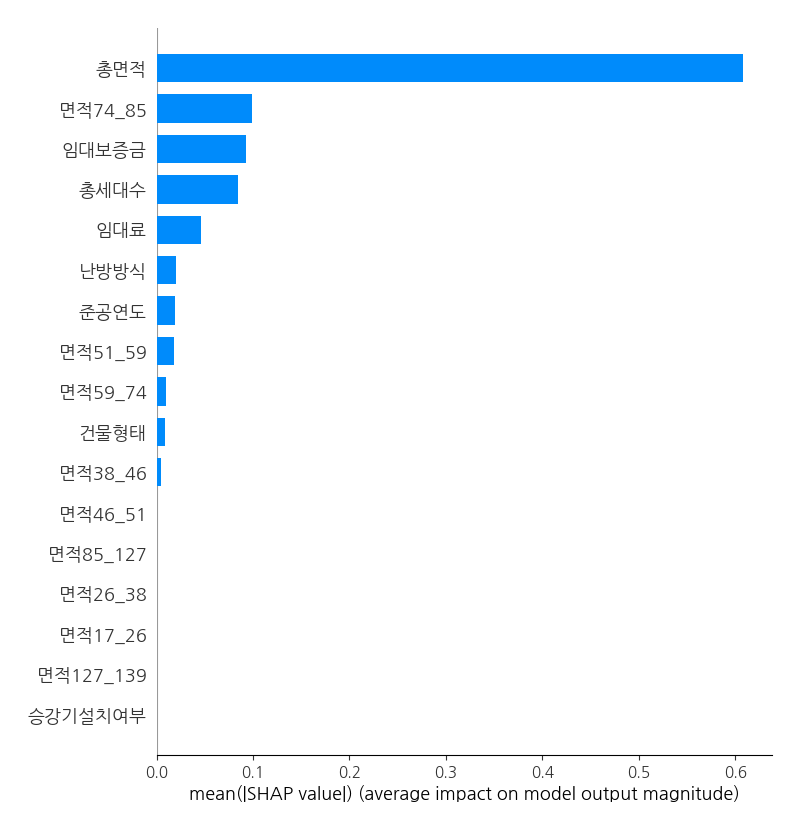 총면적
면적74_85
임대보증금
총세대수
임대료
난방방식
준공연도
면적51_59
면적59_74
건물형태
면적38_46
면적46_51
면적85_127
면적26_38
면적17_26
면적127_139
승강기설치여부
0.0 0.1 0.2 0.3 0.4 0.5 0.6
mean(|SHAP value|) (average impact on model output magnitude)